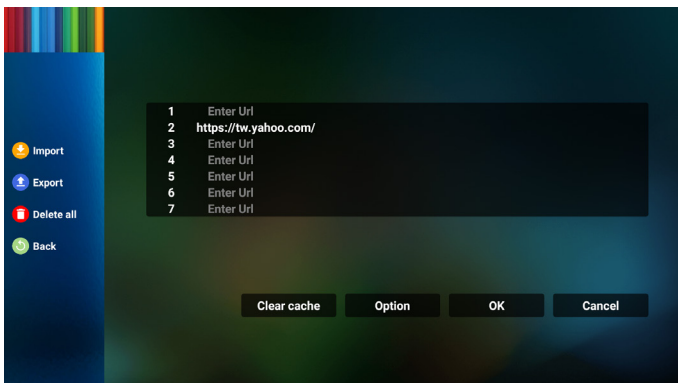 1 Enter Url
2 https://tw.yahoo.com/
3 Enter Url
4 Enter Url
5 Enter Url
6 Enter Url
7 Enter Url
Import
Export
Delete all
Back
Clear cache Option OK Cancel